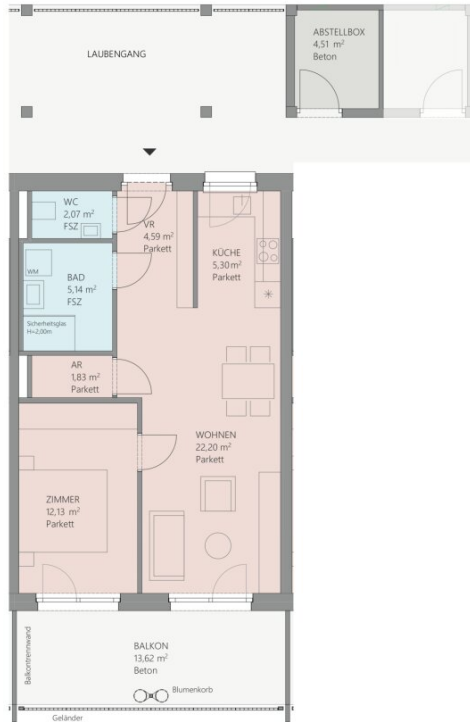 LAUBENGANG
ABSTELLBOX
4,51 m²
Beton
WC
2,07 m²
FSZ
VR
4,59 m²
Parkett
KÜCHE
5,30 m²
Parkett
WM
BAD
5,14 m²
FSZ
Sicherheitsglas
H=2,00m
AR
1,83 m²
Parkett
WOHNEN
22,20 m²
Parkett
ZIMMER
12,13 m²
Parkett
Balkontrennwand
BALKON
13,62 m²
Beton
Blumenkorb
Geländer